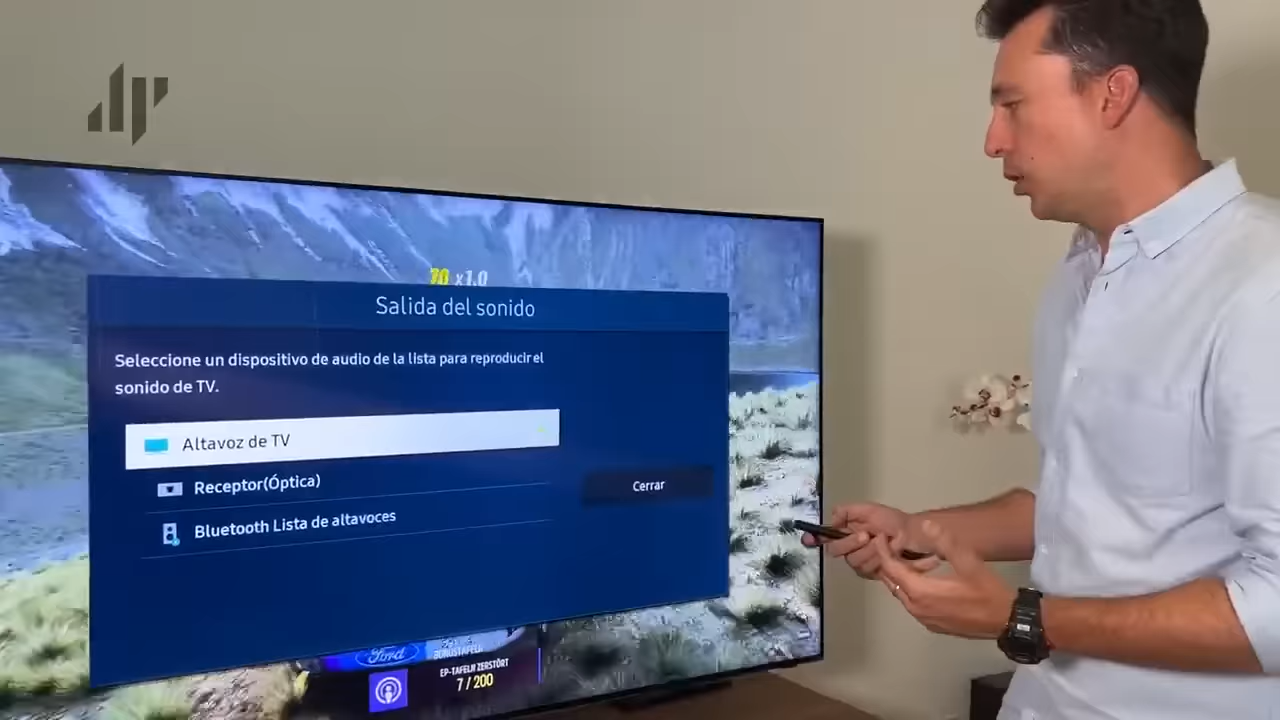 70 x1.0
Salida del sonido
Seleccione un dispositivo de audio de la lista para reproducir el
sonido de TV.
Altavoz de TV
Receptor(Óptica)
Cerrar
Bluetooth Lista de altavoces
Ford
BONUSTAFELN
EP-TAFELN ZERSTÖRT
7 / 200